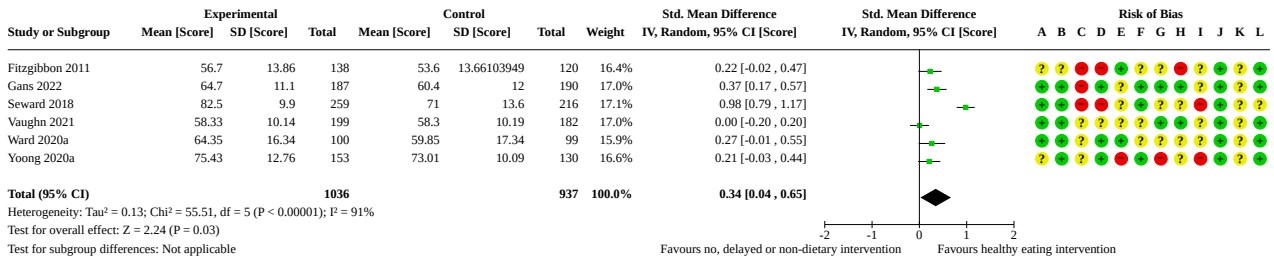 Experimental Control Std. Mean Difference Std. Mean Difference Risk of Bias
Study or Subgroup Mean [Score] SD [Score] Total Mean [Score] SD [Score] Total Weight IV, Random, 95% CI [Score] IV, Random, 95% CI [Score] A B C D E F G H I J K L
Fitzgibbon 2011 56.7 13.86 138 53.6 13.66103949 120 16.4% 0.22 [-0.02 , 0.47] ? ? − − + ? ? + − ? + ? +
Gans 2022 64.7 11.1 187 60.4 12 190 17.0% 0.37 [0.17 , 0.57] + + − + ? + + + ? + ? +
Seward 2018 82.5 9.9 259 71 13.6 216 17.1% 0.98 [0.79 , 1.17] + + − − ? + ? ? − + ? ?
Vaughn 2021 58.33 10.14 199 58.3 10.19 182 17.0% 0.00 [-0.20 , 0.20] + + ? ? ? ? + + ? + ? +
Ward 2020a 64.35 16.34 100 59.85 17.34 99 15.9% 0.27 [-0.01 , 0.55] + + ? + + ? ? + ? + ? +
Yoong 2020a 75.43 12.76 153 73.01 10.09 130 16.6% 0.21 [-0.03 , 0.44] ? + ? ? − + − ? − + ? +
Total (95% CI) 1036 937 100.0% 0.34 [0.04 , 0.65]
Heterogeneity: Tau² = 0.13; Chi² = 55.51, df = 5 (P < 0.00001); I² = 91%
Test for overall effect: Z = 2.24 (P = 0.03)
-2 -1 0 1 2
Test for subgroup differences: Not applicable Favours no, delayed or non-dietary intervention Favours healthy eating intervention